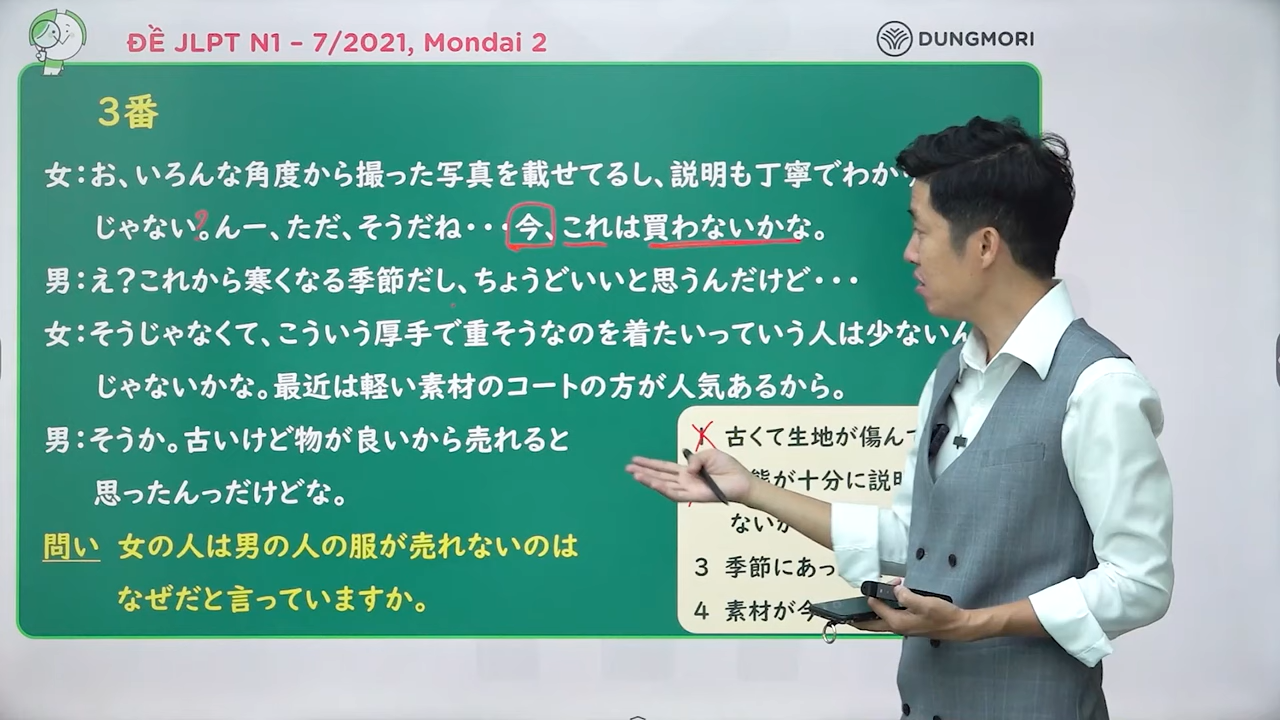 ĐỀ JLPT N1 – 7/2021, Mondai 2
DUNGMORI
3番
女：お、いろんな角度から撮った写真を載せてるし、説明も丁寧でわか
じゃない？。んー、ただ、そうだね・・・今、これは買わないかな。
男：え？これから寒くなる季節だし、ちょうどいいと思うんだけど・・・
女：そうじゃなくて、こういう厚手で重そうなのを着たいっていう人は少ないん
じゃないかな。最近は軽い素材のコートの方が人気あるから。
男：そうか。古いけど物が良いから売れると
思ったんっだけどな。
問い 女の人は男の人の服が売れないのは
なぜだと言っていますか。
古くて生地が傷んで
態が十分に説明
ないか
3 季節にあっ
4 素材が今